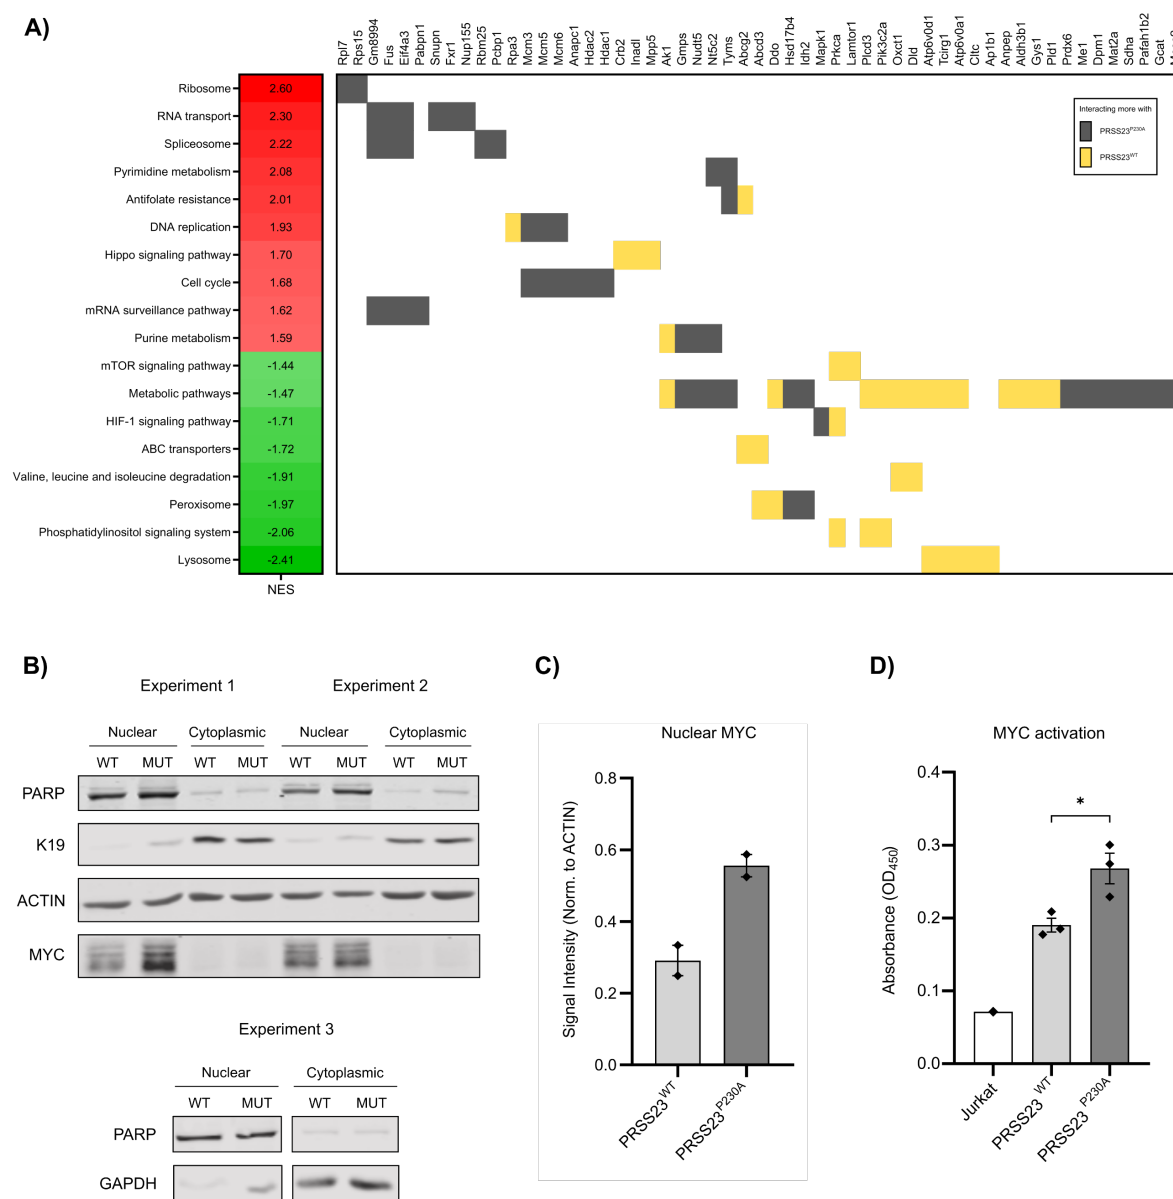 A)
Rpl7
Rps15
Gm8994
Fus
Eif4a3
Pabpn1
Snupn
Fxr1
Nup155
Rbm25
Pcbp1
Rpa3
Mcm3
Mcm5
Mcm6
Anapc1
Hdac2
Hdac1
Crb2
Inadl
Mpp5
Ak1
Gmps
Nudt5
Nt5c2
Tyms
Abcg2
Abcd3
Ddo
Hsd17b4
Idh2
Mapk1
Prkca
Lamtor1
Plcd3
Pik3c2a
Oxct1
Dld
Atp6v0d1
Tcirg1
Atp6v0a1
Cltc
Ap1b1
Anpep
Aldh3b1
Gys1
Pld1
Prdx6
Me1
Dpm1
Mat2a
Sdha
Pafah1b2
Gcat
Ribosome 2.60
RNA transport 2.30
Spliceosome 2.22
Pyrimidine metabolism 2.08
Antifolate resistance 2.01
DNA replication 1.93
Hippo signaling pathway 1.70
Cell cycle 1.68
mRNA surveillance pathway 1.62
Purine metabolism 1.59
mTOR signaling pathway -1.44
Metabolic pathways -1.47
HIF-1 signaling pathway -1.71
ABC transporters -1.72
Valine, leucine and isoleucine degradation -1.91
Peroxisome -1.97
Phosphatidylinositol signaling system -2.06
Lysosome -2.41
NES
Interacting more with
PRSS23P230A
PRSS23WT
B)
Experiment 1 Experiment 2
Nuclear Cytoplasmic Nuclear Cytoplasmic
WT MUT WT MUT WT MUT WT MUT
PARP
K19
ACTIN
MYC
Experiment 3
Nuclear Cytoplasmic
WT MUT WT MUT
PARP
GAPDH
C)
Nuclear MYC
Signal Intensity (Norm. to ACTIN)
0.8
0.6
0.4
0.2
0.0
PRSS23WT
PRSS23P230A
D)
MYC activation
Absorbance (OD450)
0.4
0.3
0.2
0.1
0.0
*
Jurkat
PRSS23WT
PRSS23P230A